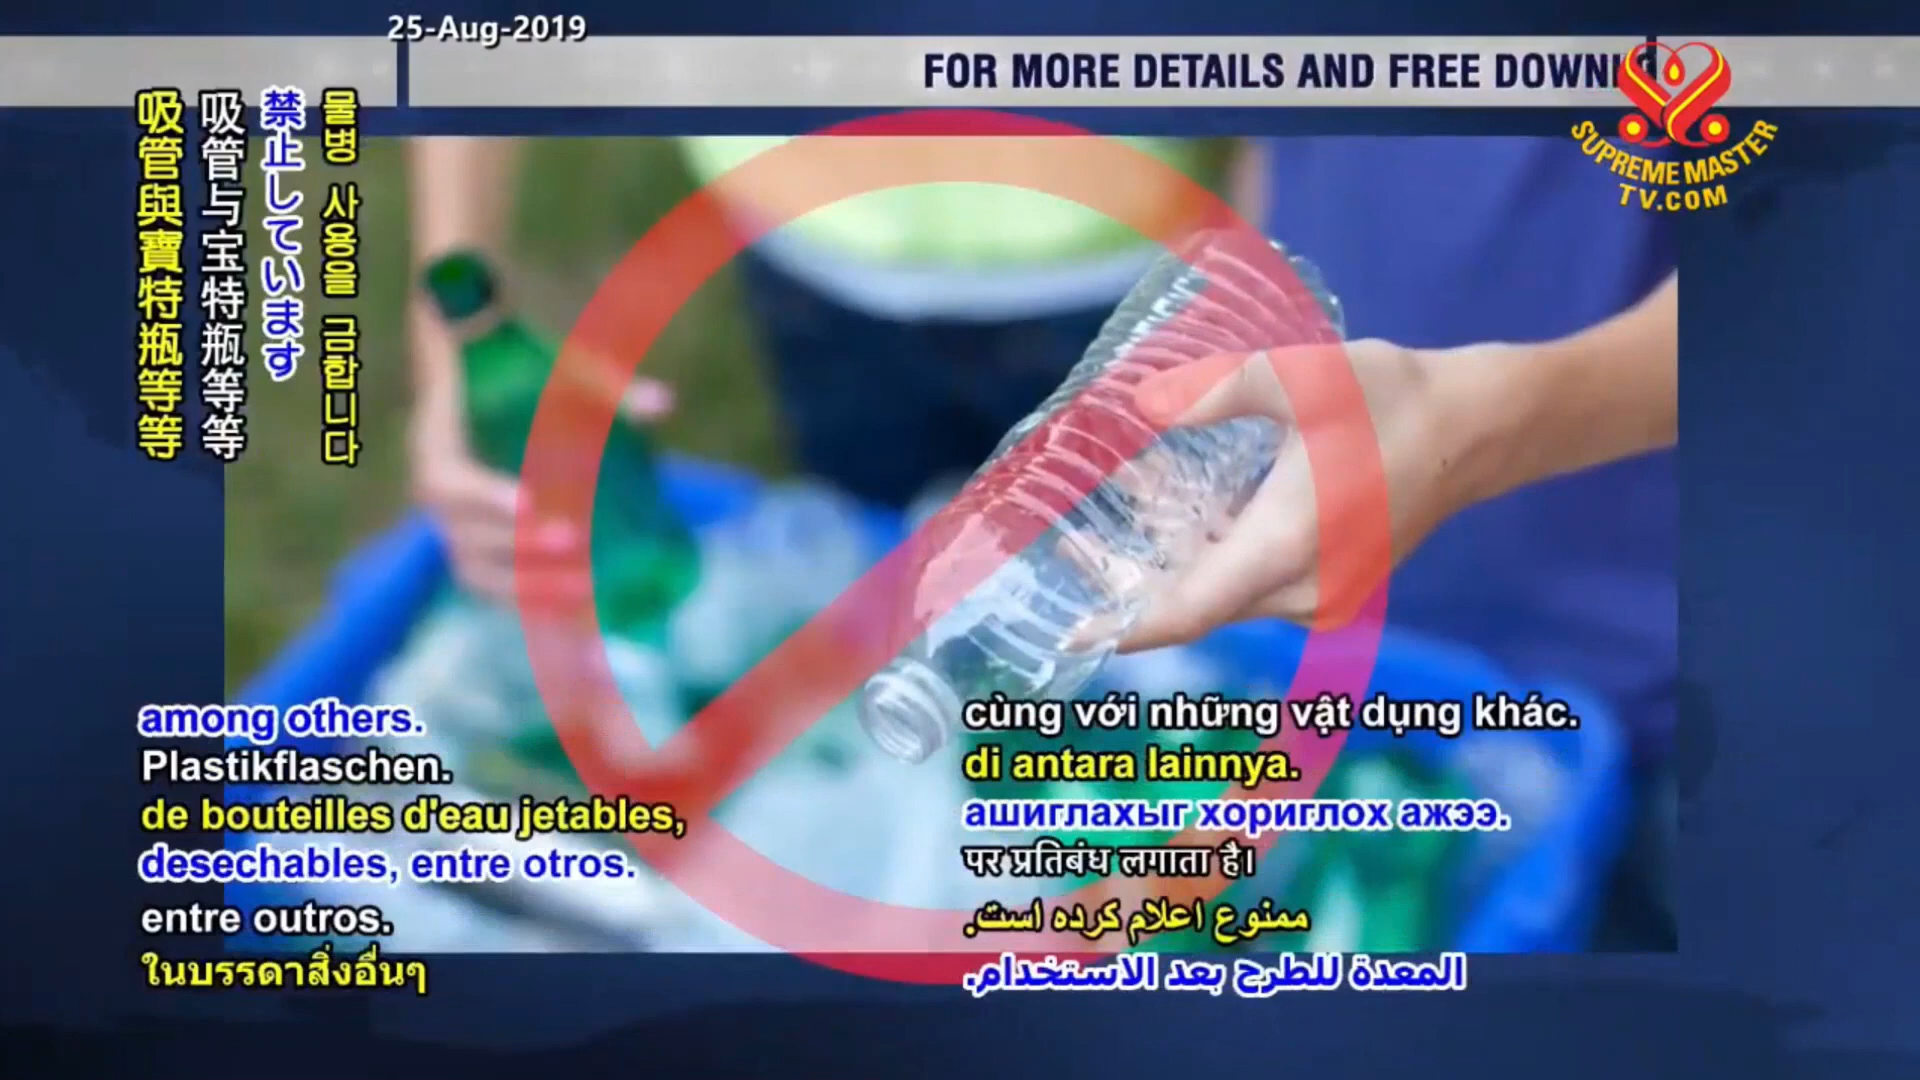 25-Aug-2019
FOR MORE DETAILS AND FREE
SUPREME MASTER
TV.COM
물병 사용을 금합니다
禁止しています
吸管与宝特瓶等等
吸管與寶特瓶等等
among others.
Plastikflaschen.
de bouteilles d'eau jetables,
desechables, entre otros.
entre outros.
ในบรรดาสิ่งอื่นๆ
cùng với những vật dụng khác.
di antara lainnya.
ашиглахыг хориглох ажээ.
पर प्रतिबंध लगाता है।
ممنوع اعلام کرده است.
المعدة للطرح بعد الاستخدام.